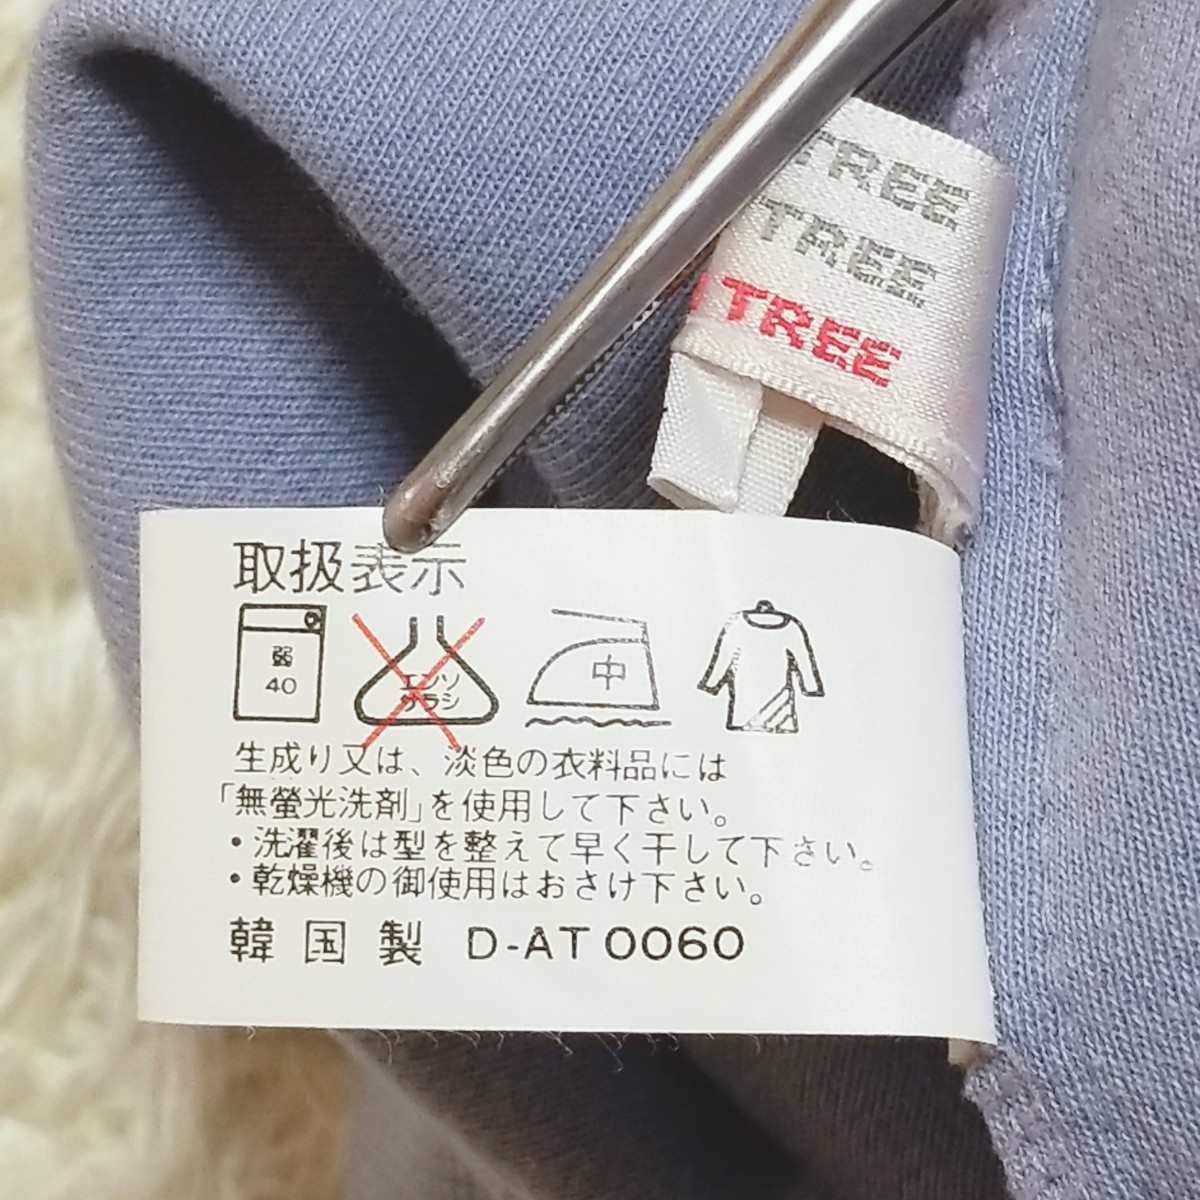 TREE
TREE
TREE
取扱表示
弱
40
エンソ
サラシ
中
生成り又は、淡色の衣料品には
「無螢光洗剤」を使用して下さい。
・洗濯後は型を整えて早く干して下さい。
・乾燥機の御使用はおさけ下さい。
韓国製 D-AT0060